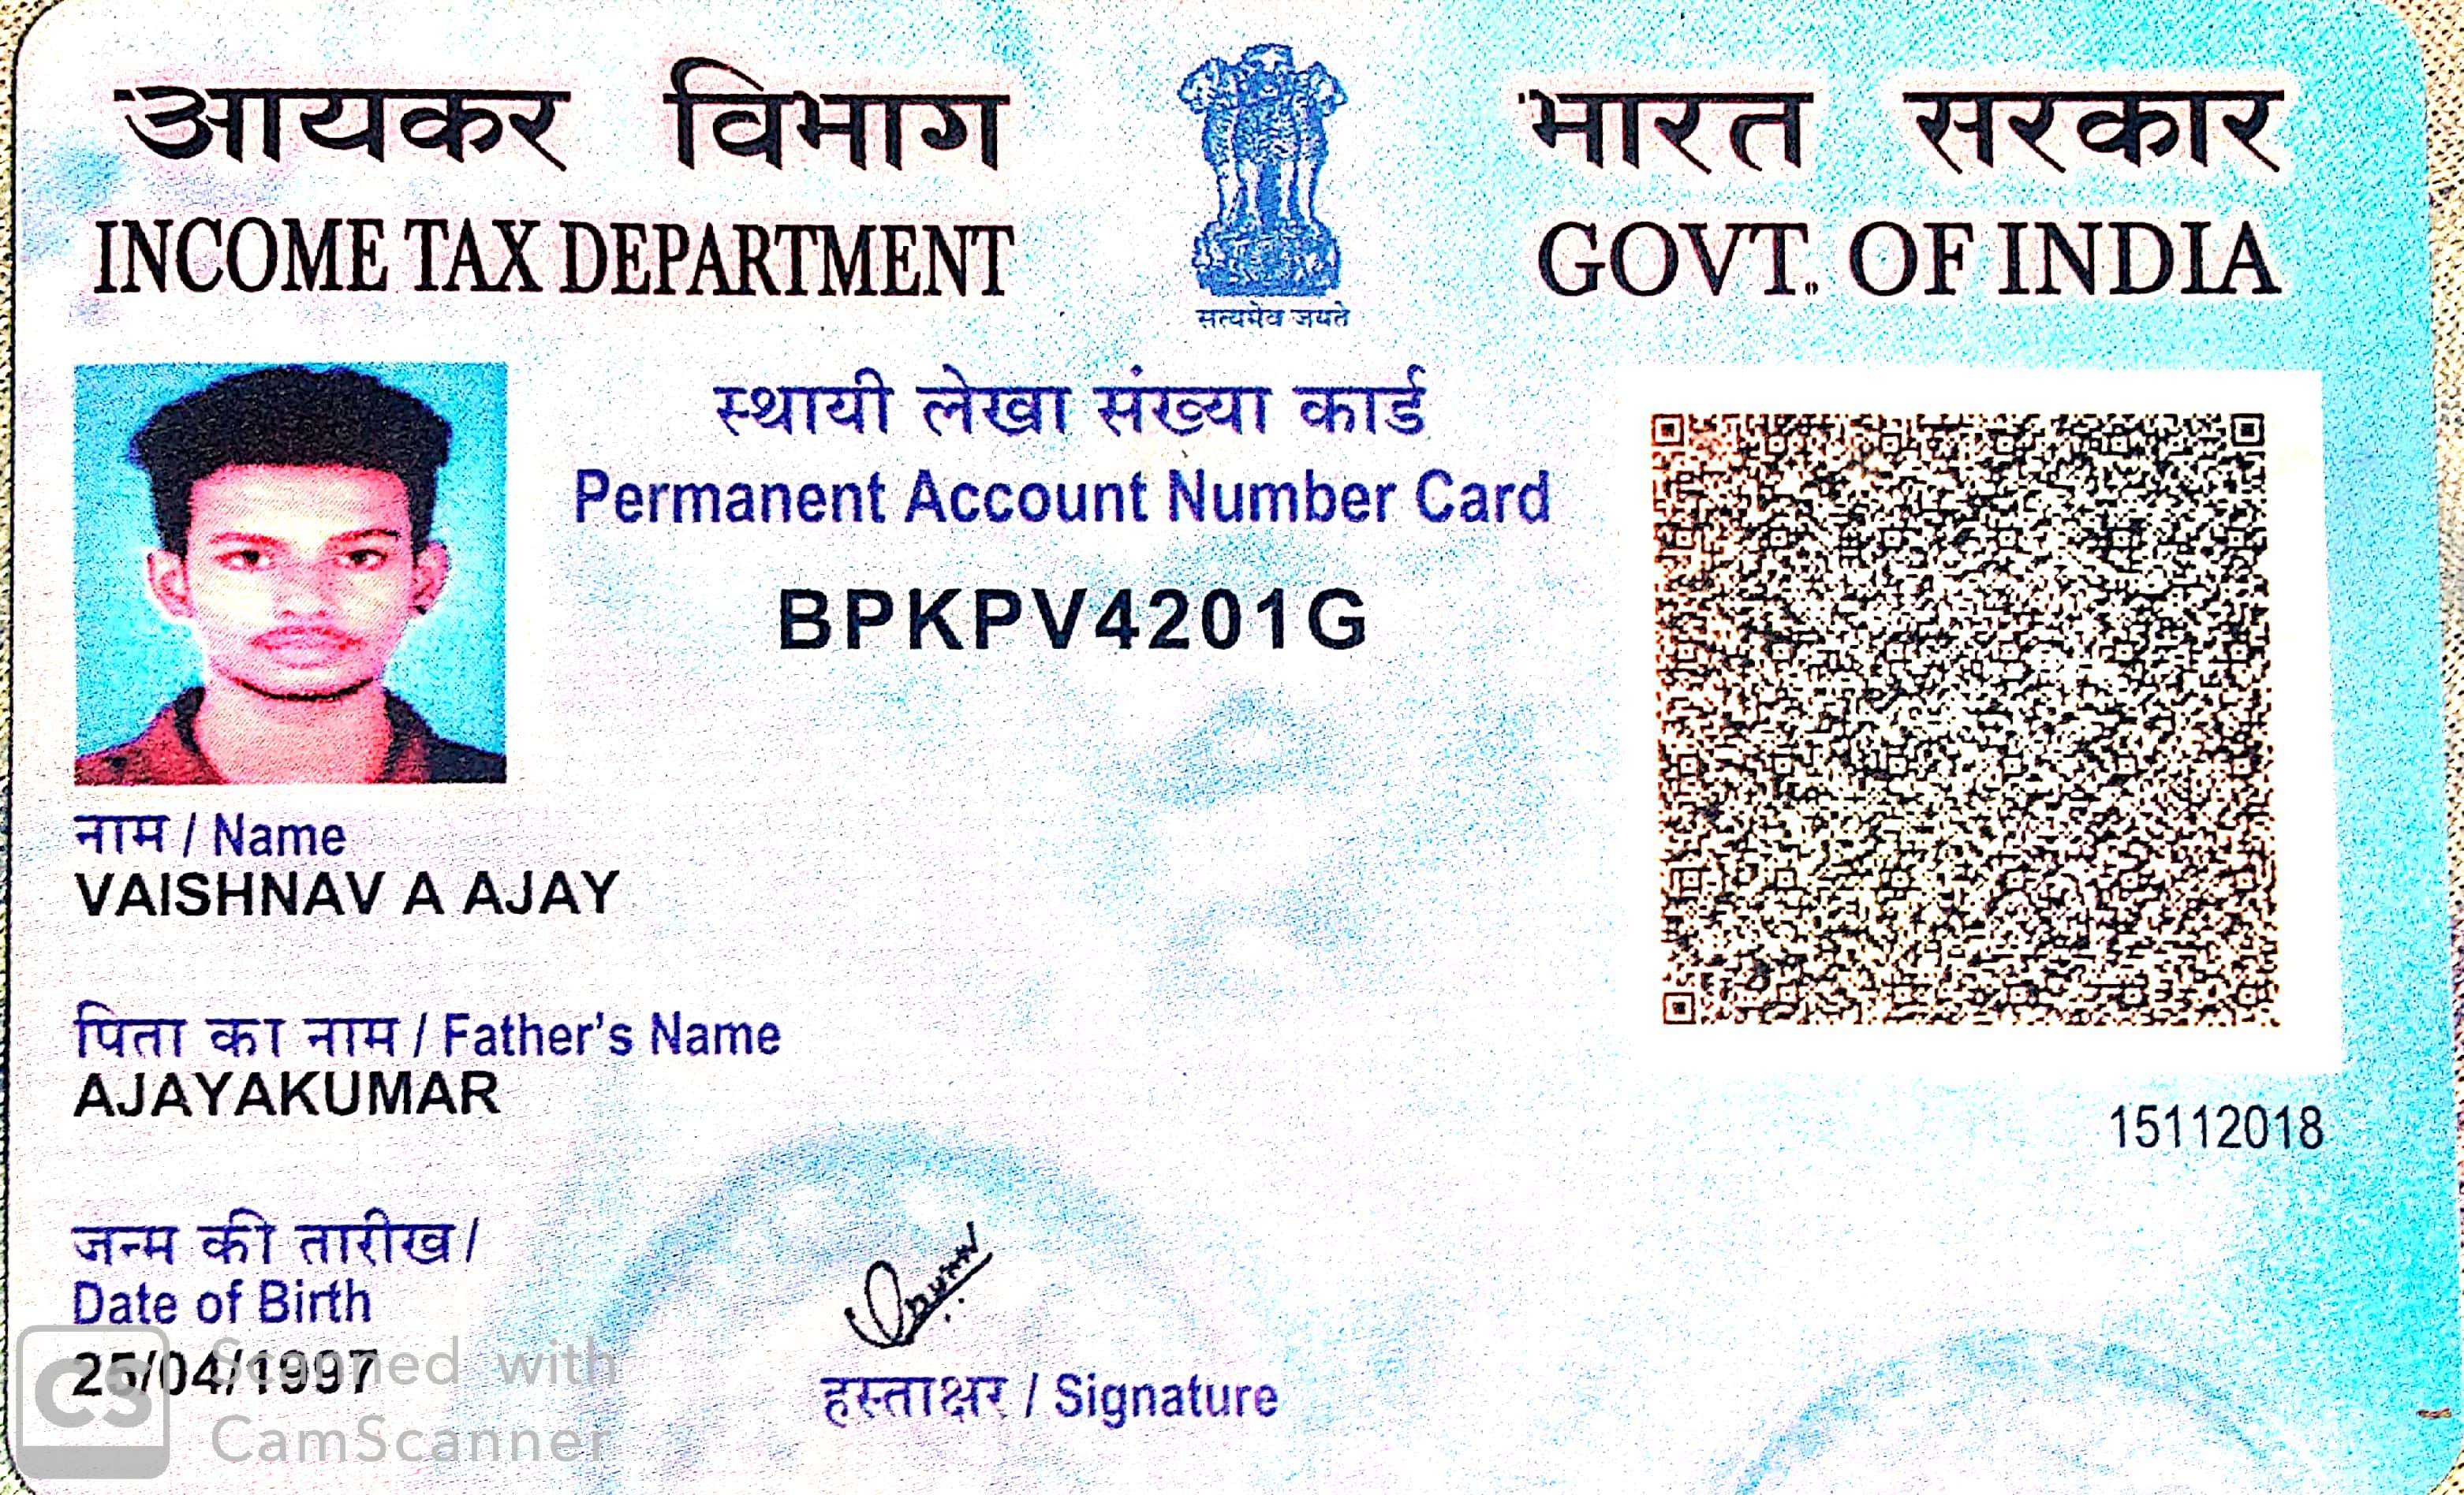 आयकर विभाग
INCOME TAX DEPARTMENT
सत्यमेव जयते
भारत सरकार
GOVT. OF INDIA
स्थायी लेखा संख्या कार्ड
Permanent Account Number Card
BPKPV4201G
नाम / Name
VAISHNAV A AJAY
पिता का नाम / Father's Name
AJAYAKUMAR
15112018
जन्म की तारीख/
Date of Birth
25/04/1997
हस्ताक्षर / Signature
CS
Scanned with
CamScanner